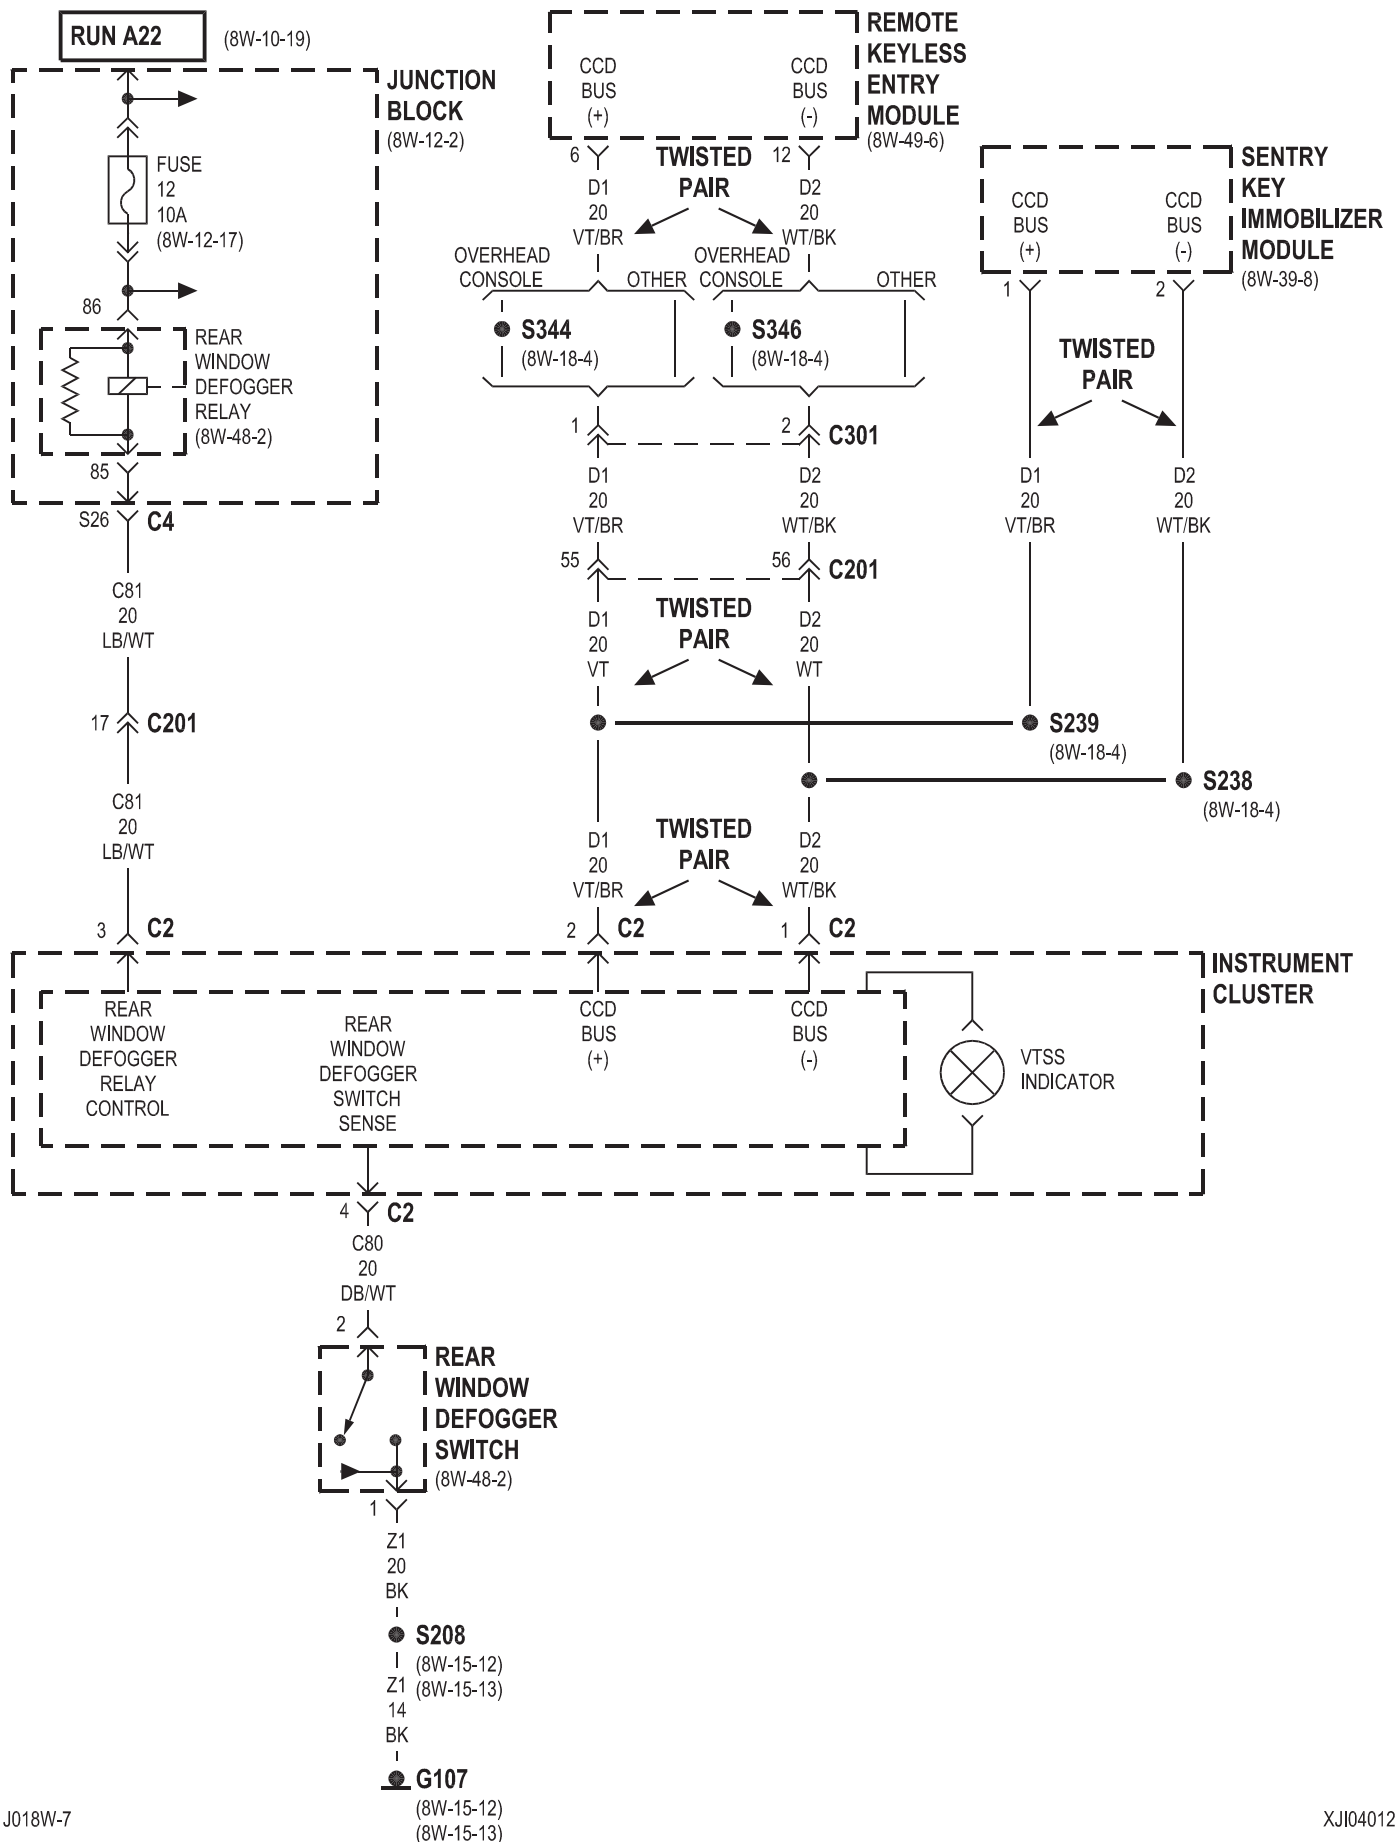 RUN A22
(8W-10-19)
JUNCTION
BLOCK
(8W-12-2)
FUSE
12
10A
(8W-12-17)
86
REAR
WINDOW
DEFOGGER
RELAY
(8W-48-2)
85
S26
C4
C81
20
LB/WT
17
C201
C81
20
LB/WT
3
C2
REMOTE
KEYLESS
ENTRY
MODULE
(8W-49-6)
CCD
BUS
(+)
CCD
BUS
(-)
6
TWISTED
PAIR
12
D1
20
VT/BR
D2
20
WT/BK
OVERHEAD
CONSOLE
OTHER
OVERHEAD
CONSOLE
OTHER
S344
(8W-18-4)
S346
(8W-18-4)
1
2
C301
D1
20
VT/BR
D2
20
WT/BK
55
56
C201
TWISTED
PAIR
D1
20
VT
D2
20
WT
SENTRY
KEY
IMMOBILIZER
MODULE
(8W-39-8)
CCD
BUS
(+)
CCD
BUS
(-)
1
2
TWISTED
PAIR
D1
20
VT/BR
D2
20
WT/BK
S239
(8W-18-4)
S238
(8W-18-4)
TWISTED
PAIR
D1
20
VT/BR
D2
20
WT/BK
2
C2
1
C2
INSTRUMENT
CLUSTER
REAR
WINDOW
DEFOGGER
RELAY
CONTROL
REAR
WINDOW
DEFOGGER
SWITCH
SENSE
CCD
BUS
(+)
CCD
BUS
(-)
VTSS
INDICATOR
4
C2
C80
20
DB/WT
2
REAR
WINDOW
DEFOGGER
SWITCH
(8W-48-2)
1
Z1
20
BK
S208
(8W-15-12)
(8W-15-13)
Z1
14
BK
G107
(8W-15-12)
(8W-15-13)
J018W-7
XJI04012